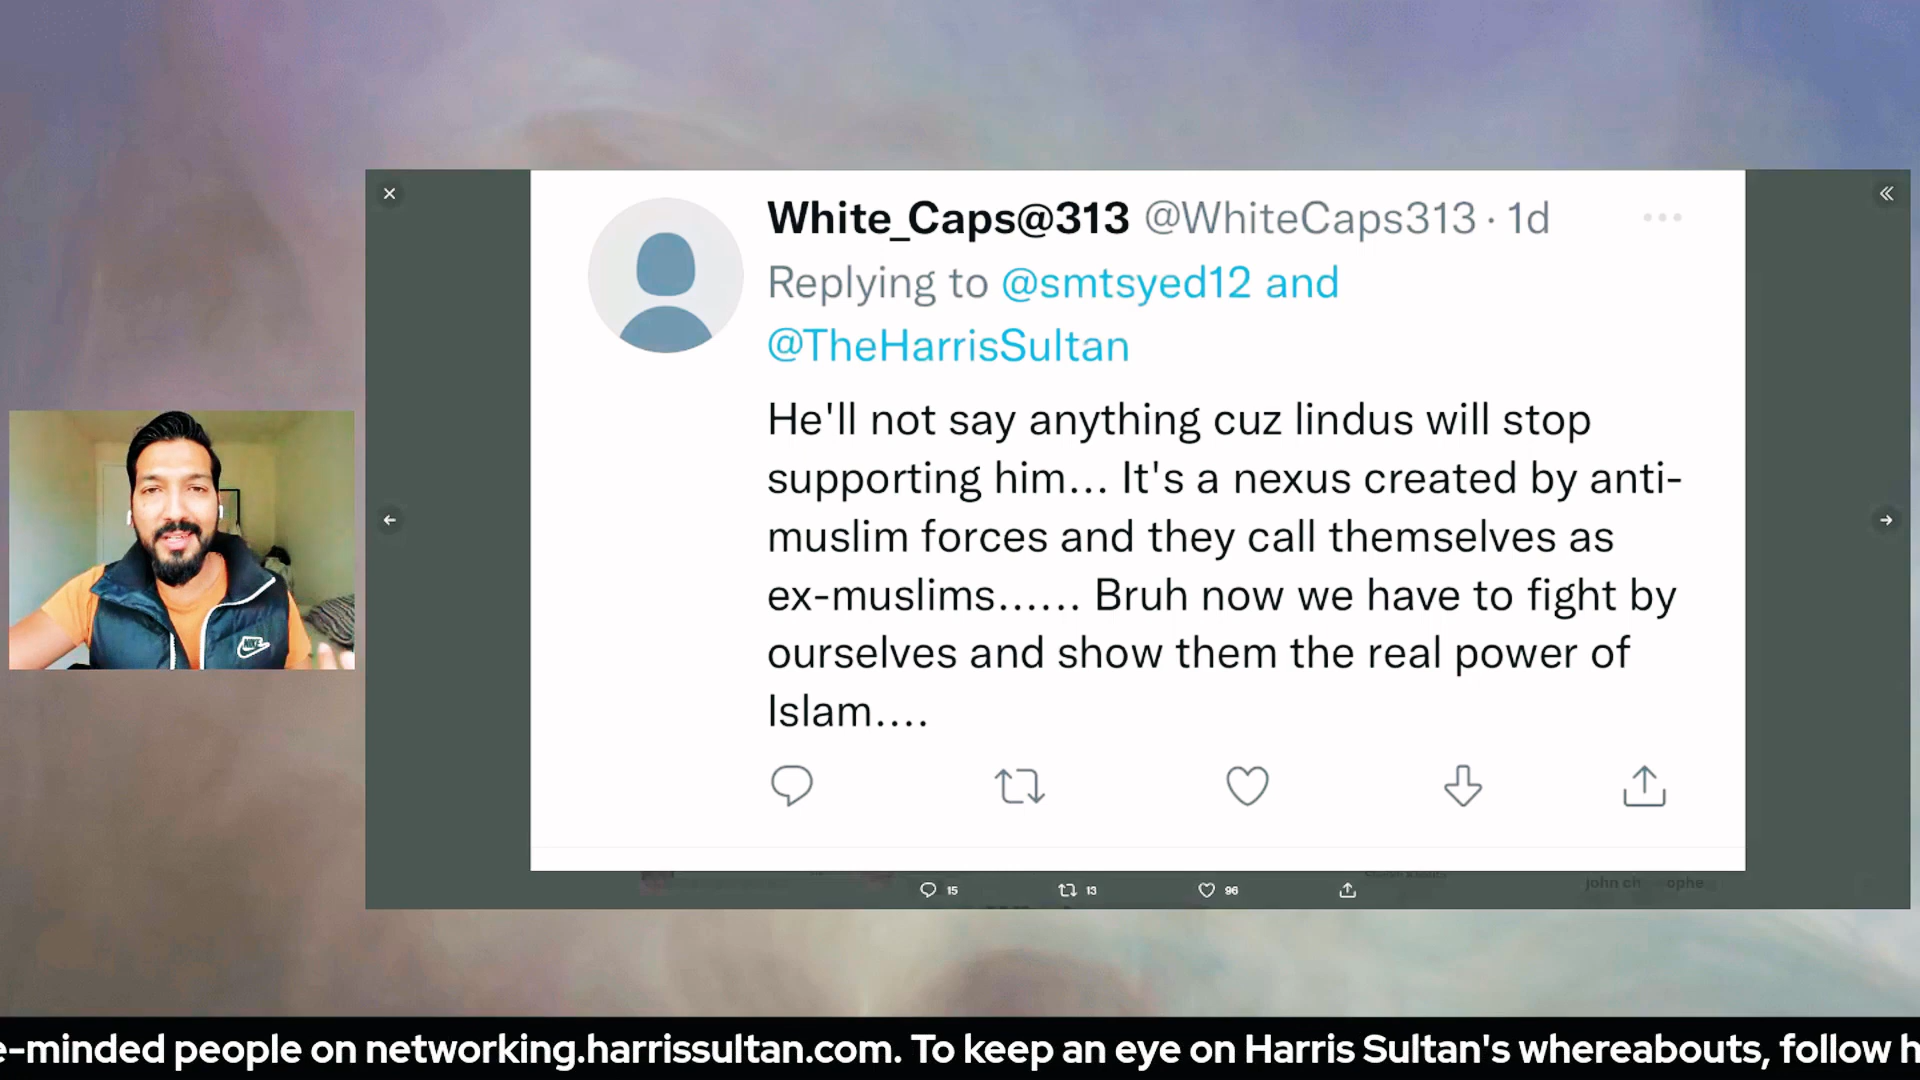 White_Caps@313 @WhiteCaps313 · 1d
Replying to @smtsyed12 and
@TheHarrisSultan
He'll not say anything cuz lindus will stop
supporting him... It's a nexus created by anti-
muslim forces and they call themselves as
ex-muslims...... Bruh now we have to fight by
ourselves and show them the real power of
Islam....
NIKE
15 13 96
e-minded people on networking.harrissultan.com. To keep an eye on Harris Sultan's whereabouts, follow h